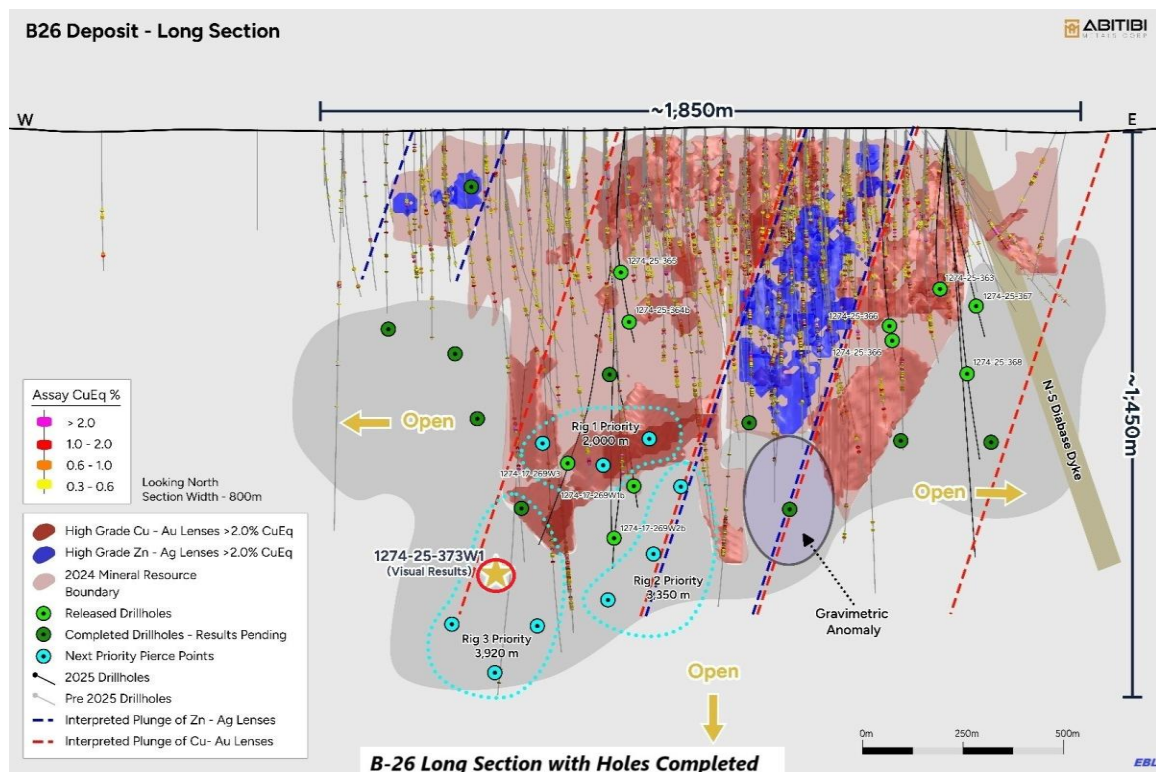 B26 Deposit - Long Section
ABITIBI
METALS CORP
~1,850m
W
E
1274-25-365
1274-25-363
1274-25-367
1274-25-364b
1274-25-366
1274-25-366
1274-25-368
N-S Diabase Dyke
~1,450m
Open
Assay CuEq %
> 2.0
1.0 - 2.0
0.6 - 1.0
0.3 - 0.6
Looking North
Section Width - 800m
Rig 1 Priority
2,000 m
1274-17-269W3
1274-17-269W1b
1274-17-269W2b
Open
1274-25-373W1
(Visual Results)
Rig 2 Priority
3,350 m
Rig 3 Priority
3,920 m
Gravimetric
Anomaly
Open
High Grade Cu - Au Lenses >2.0% CuEq
High Grade Zn - Ag Lenses >2.0% CuEq
2024 Mineral Resource
Boundary
Released Drillholes
Completed Drillholes - Results Pending
Next Priority Pierce Points
2025 Drillholes
Pre 2025 Drillholes
Interpreted Plunge of Zn - Ag Lenses
Interpreted Plunge of Cu- Au Lenses
0m 250m 500m
B-26 Long Section with Holes Completed
EBL